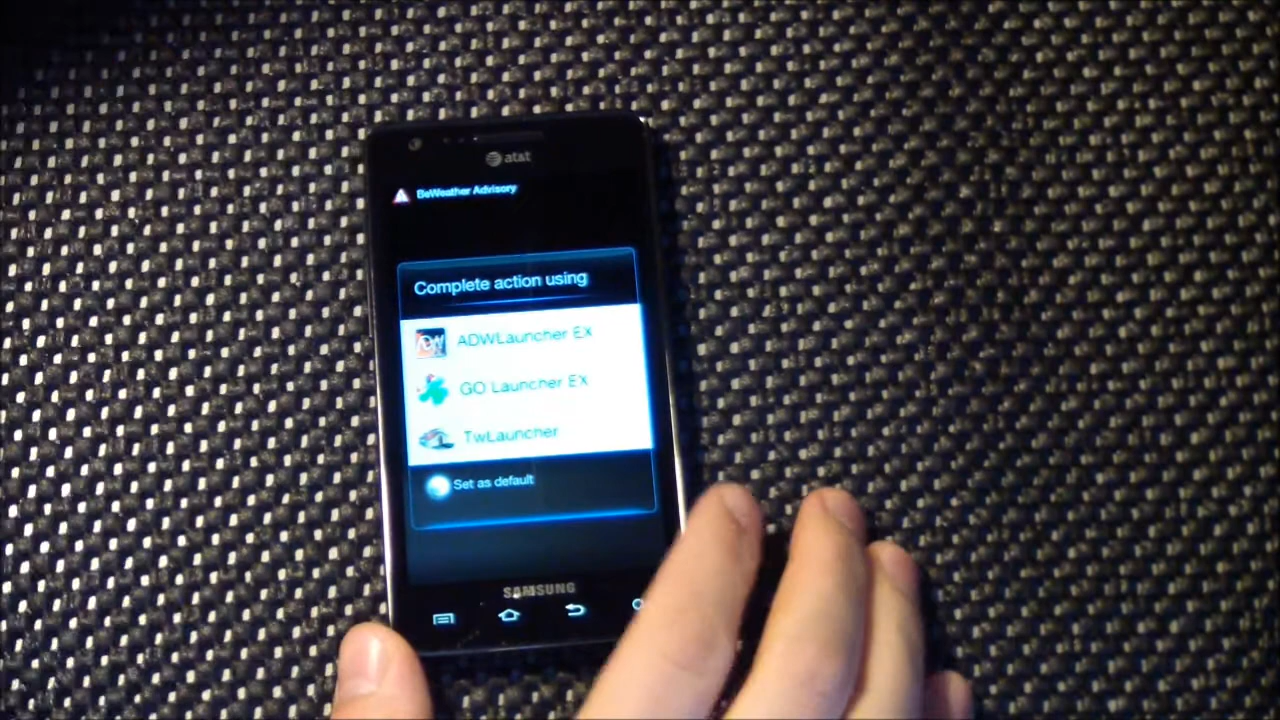 at&t
BeWeather Advisory
Complete action using
ADWLauncher EX
GO Launcher EX
TwLauncher
Set as default
SAMSUNG